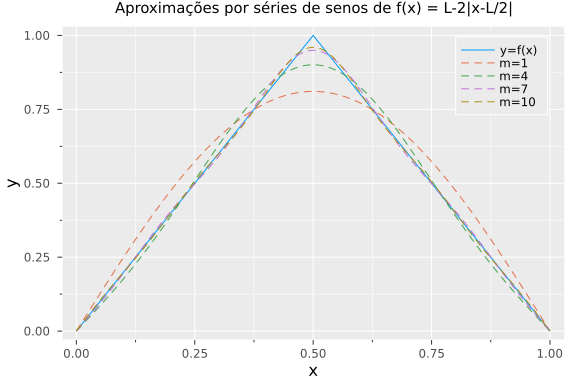 Aproximações por séries de senos de f(x) = L-2|x-L/2|
y=f(x)
m=1
m=4
m=7
m=10
1.00
0.75
0.50
0.25
0.00
y
0.00
0.25
0.50
0.75
1.00
x